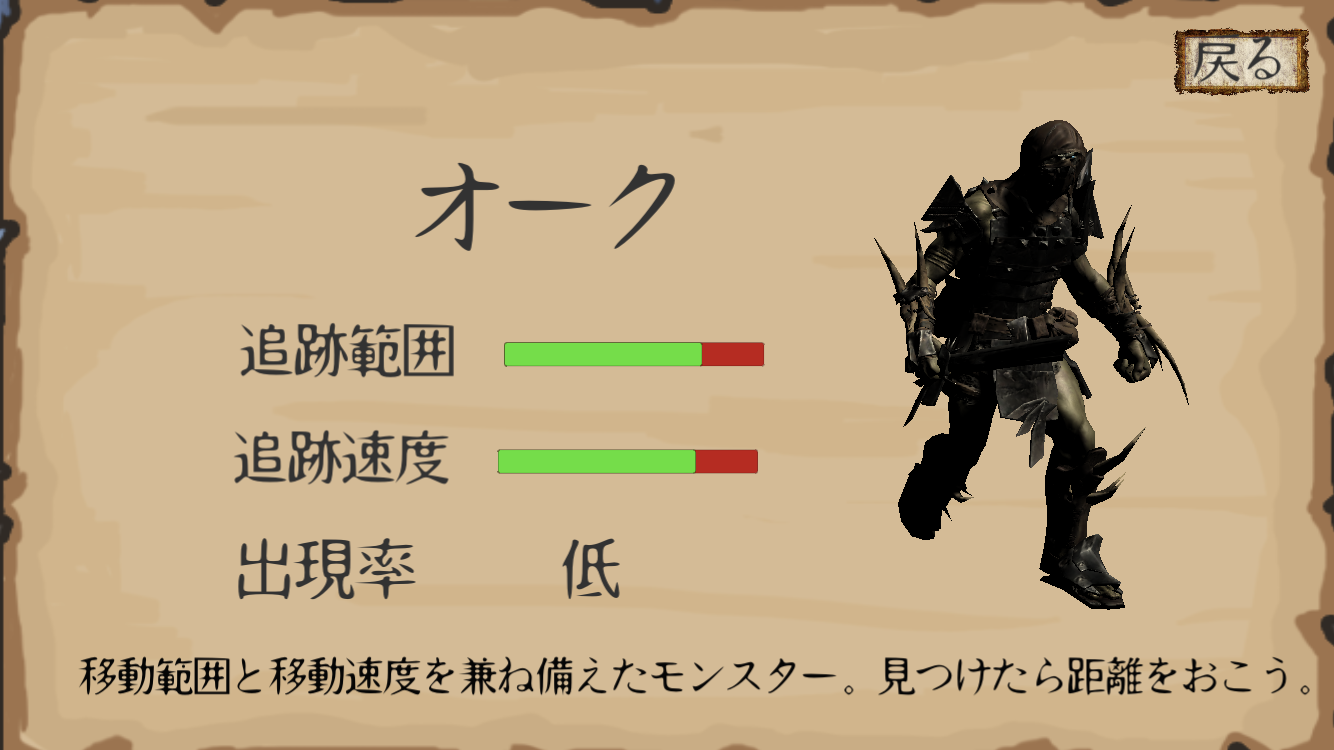 戻る
オーク
追跡範囲
追跡速度
出現率 低
移動範囲と移動速度を兼ね備えたモンスター。見つけたら距離をおこう。